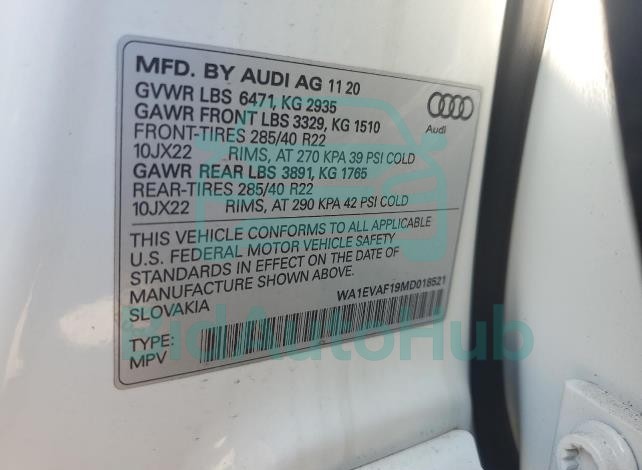 MFD. BY AUDI AG 11 20
GVWR LBS 6471, KG 2935
GAWR FRONT LBS 3329, KG 1510
FRONT-TIRES 285/40 R22
10JX22 RIMS, AT 270 KPA 39 PSI COLD
GAWR REAR LBS 3891, KG 1765
REAR-TIRES 285/40 R22
10JX22 RIMS, AT 290 KPA 42 PSI COLD
Audi
THIS VEHICLE CONFORMS TO ALL APPLICABLE
U.S. FEDERAL MOTOR VEHICLE SAFETY
STANDARDS IN EFFECT ON THE DATE OF
MANUFACTURE SHOWN ABOVE.
SLOVAKIA
WA1EVAF19MD018521
TYPE:
MPV
BidAutoHub